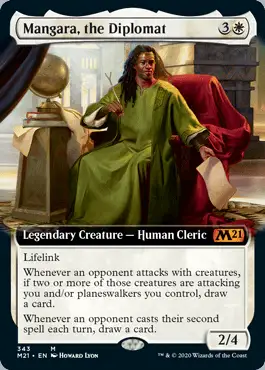 Mangara, the Diplomat 3
Legendary Creature — Human Cleric M21
Lifelink
Whenever an opponent attacks with creatures,
if two or more of those creatures are attacking
you and/or planeswalkers you control, draw
a card.
Whenever an opponent casts their second
spell each turn, draw a card.
2/4
343 M
M21 • EN Howard Lyon
™ & © 2020 Wizards of the Coast